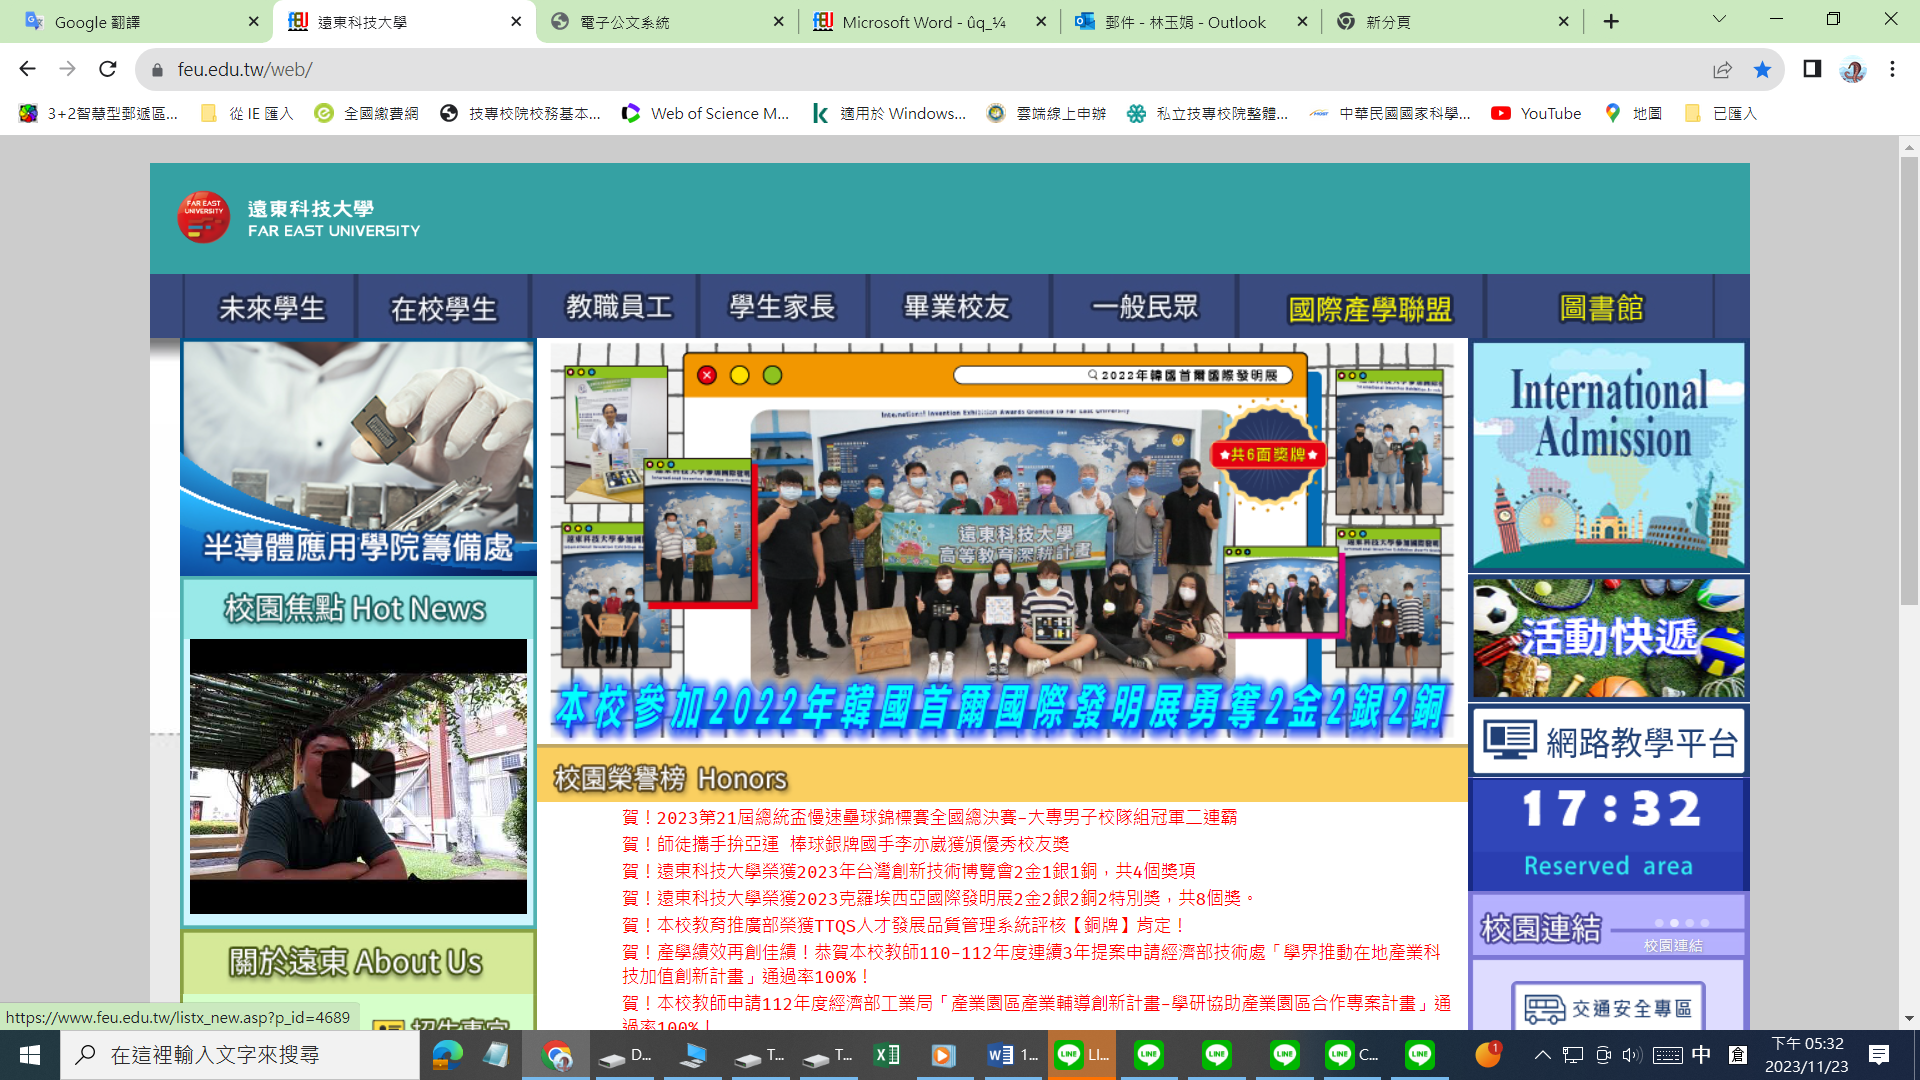 Google 翻譯
遠東科技大學
電子公文系統
Microsoft Word - ûq_¼
郵件 - 林玉娟 - Outlook
新分頁
feu.edu.tw/web/
3+2智慧型郵遞區...
從 IE 匯入
全國繳費網
技專校院校務基本...
Web of Science M...
適用於 Windows...
雲端線上申辦
私立技專校院整體...
中華民國國家科學...
YouTube
地圖
已匯入
FAR EAST
UNIVERSITY
遠東科技大學
FAR EAST UNIVERSITY
未來學生
在校學生
教職員工
學生家長
畢業校友
一般民眾
國際產學聯盟
圖書館
半導體應用學院籌備處
校園焦點 Hot News
關於遠東 About Us
2022年韓國首爾國際發明展
International Invention Exhibition Awards Granted to Far East University
共6面獎牌
遠東科技大學
高等教育深耕計畫
本校參加2022年韓國首爾國際發明展勇奪2金2銀2銅
校園榮譽榜 Honors
賀！2023第21屆總統盃慢速壘球錦標賽全國總決賽-大專男子校隊組冠軍二連霸
賀！師徒攜手拚亞運 棒球銀牌國手李亦崴獲頒優秀校友獎
賀！遠東科技大學榮獲2023年台灣創新技術博覽會2金1銀1銅，共4個獎項
賀！遠東科技大學榮獲2023克羅埃西亞國際發明展2金2銀2銅2特別獎，共8個獎。
賀！本校教育推廣部榮獲TTQS人才發展品質管理系統評核【銅牌】肯定！
賀！產學績效再創佳績！恭賀本校教師110-112年度連續3年提案申請經濟部技術處「學界推動在地產業科
技加值創新計畫」通過率100%！
賀！本校教師申請112年度經濟部工業局「產業園區產業輔導創新計畫-學研協助產業園區合作專案計畫」通
過率100%！
International
Admission
活動快遞
網路教學平台
17:32
Reserved area
校園連結
校園連結
交通安全專區
招生專字
https://www.feu.edu.tw/listx_new.asp?p_id=4689
在這裡輸入文字來搜尋
D...
T...
T...
1...
LI...
C...
1
中
倉
下午 05:32
2023/11/23